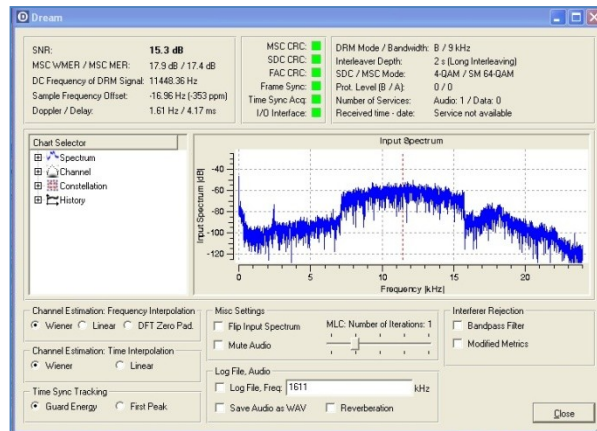 Dream
SNR: 15.3 dB
MSC WMER / MSC MER: 17.9 dB / 17.4 dB
DC Frequency of DRM Signal: 11448.36 Hz
Sample Frequency Offset: -16.96 Hz (-353 ppm)
Doppler / Delay: 1.61 Hz / 4.17 ms
MSC CRC:
SDC CRC:
FAC CRC:
Frame Sync:
Time Sync Acq:
I/O Interface:
DRM Mode / Bandwidth: B / 9 kHz
Interleaver Depth: 2 s (Long Interleaving)
SDC / MSC Mode: 4-QAM / SM 64-QAM
Prot. Level (B / A): 0 / 0
Number of Services: Audio: 1 / Data: 0
Received time - date: Service not available
Chart Selector
Spectrum
Channel
Constellation
History
Input Spectrum
Input Spectrum [dB]
-40
-60
-80
-100
-120
0 5 10 15 20
Frequency [kHz]
Channel Estimation: Frequency Interpolation
Wiener Linear DFT Zero Pad.
Channel Estimation: Time Interpolation
Wiener Linear
Time Sync Tracking
Guard Energy First Peak
Misc Settings
Flip Input Spectrum
Mute Audio
MLC: Number of Iterations: 1
Log File, Audio
Log File, Freq: 1611 kHz
Save Audio as WAV Reverberation
Interferer Rejection
Bandpass Filter
Modified Metrics
Close